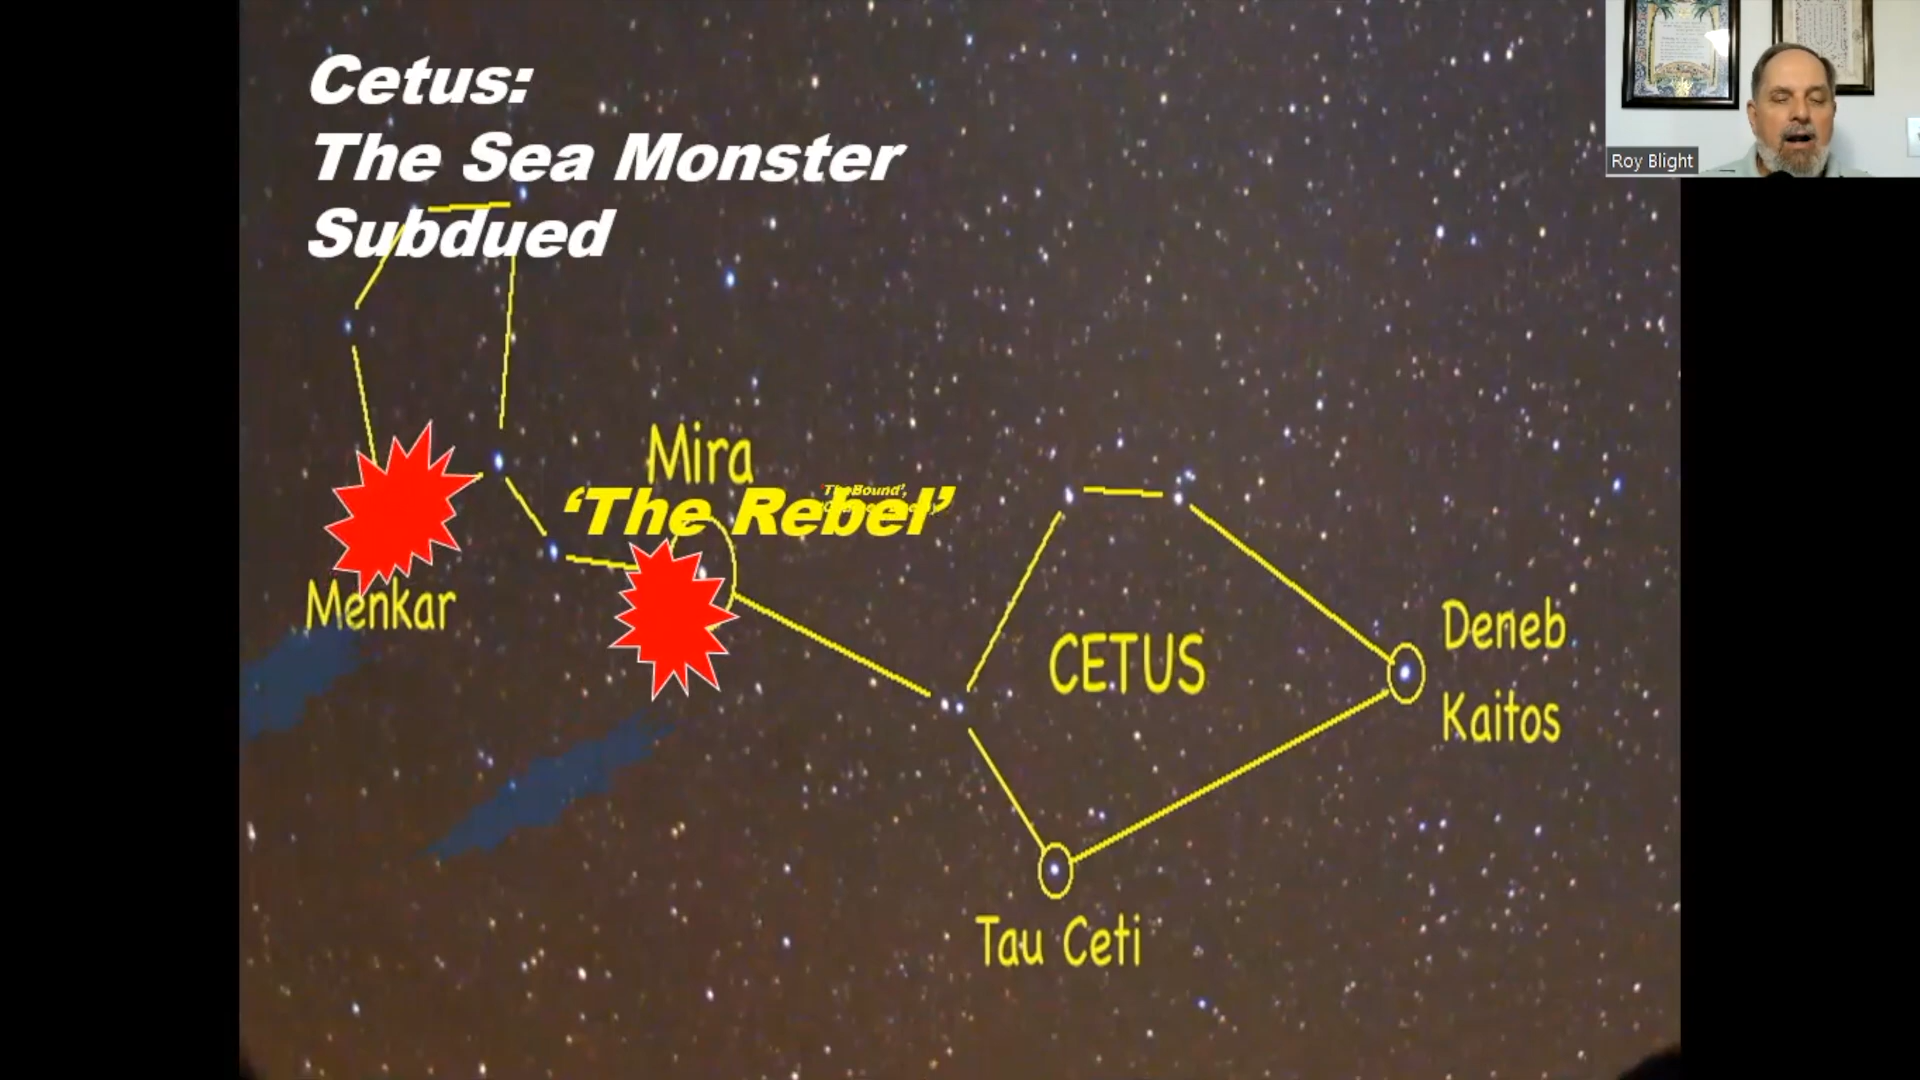 Cetus:
The Sea Monster
Subdued
Roy Blight
Mira
‘The Rebel’
Menkar
CETUS
Deneb
Kaitos
Tau Ceti